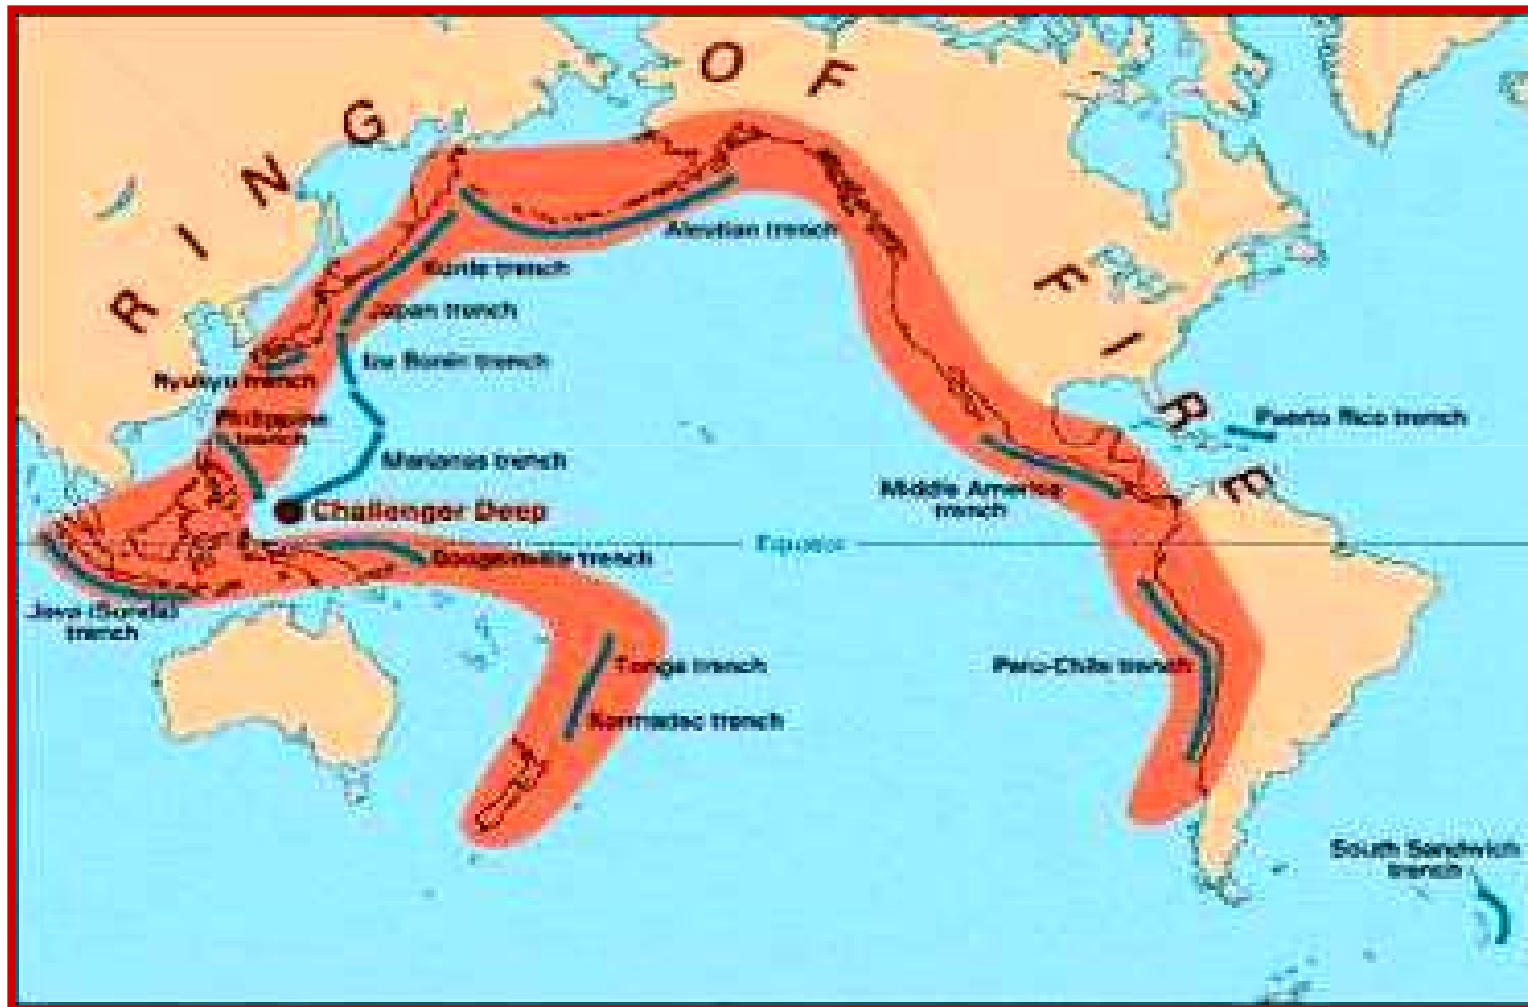 RING OF FIRE
Aleutian trench
Kurile trench
Japan trench
Izu Bonin trench
Ryukyu trench
Philippine
trench
Marianas trench
Challenger Deep
Puerto Rico trench
Middle America
trench
Equator
Bougainville trench
Java (Sunda)
trench
Tonga trench
Kermadec trench
Peru-Chile trench
South Sandwich
trench